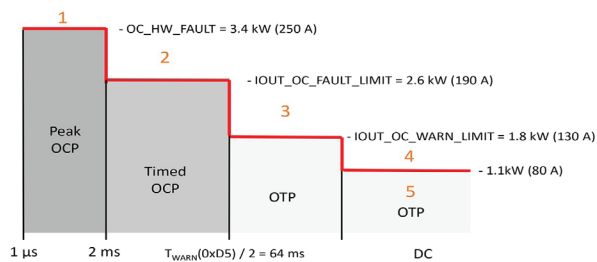 1
- OC_HW_FAULT = 3.4 kW (250 A)
2
- IOUT_OC_FAULT_LIMIT = 2.6 kW (190 A)
3
Peak
OCP
- IOUT_OC_WARN_LIMIT = 1.8 kW (130 A)
4
- 1.1kW (80 A)
Timed
OCP
OTP
5
OTP
1 µs
2 ms
TWARN(0xD5) / 2 = 64 ms
DC